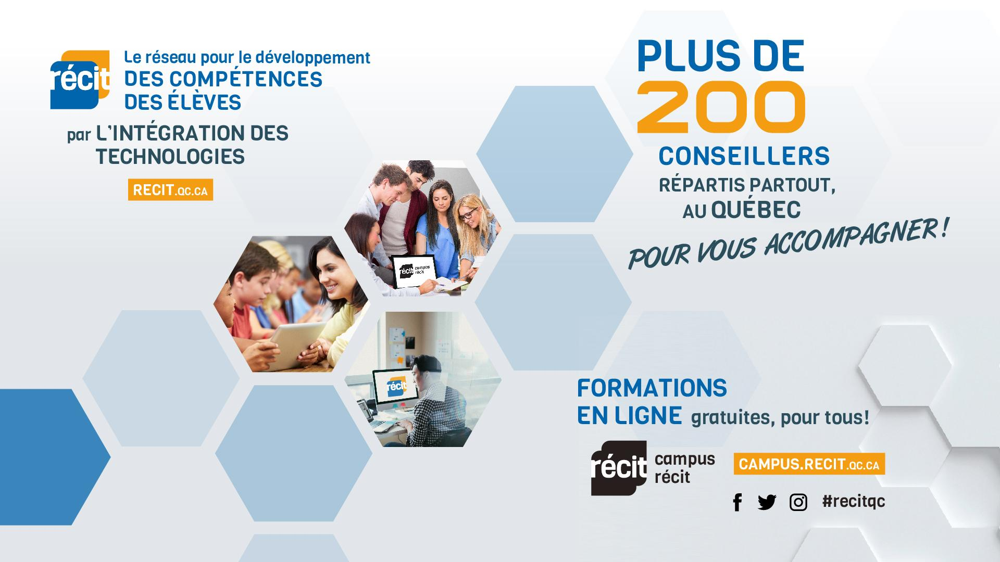 récit
Le réseau pour le développement
DES COMPÉTENCES
DES ÉLÈVES
par L'INTÉGRATION DES
TECHNOLOGIES
RECIT.QC.CA
PLUS DE
200
CONSEILLERS
RÉPARTIS PARTOUT,
AU QUÉBEC
POUR VOUS ACCOMPAGNER !
récit campus
récit
récit
FORMATIONS
EN LIGNE gratuites, pour tous!
récit
campus
récit
CAMPUS.RECIT.QC.CA
#recitqc